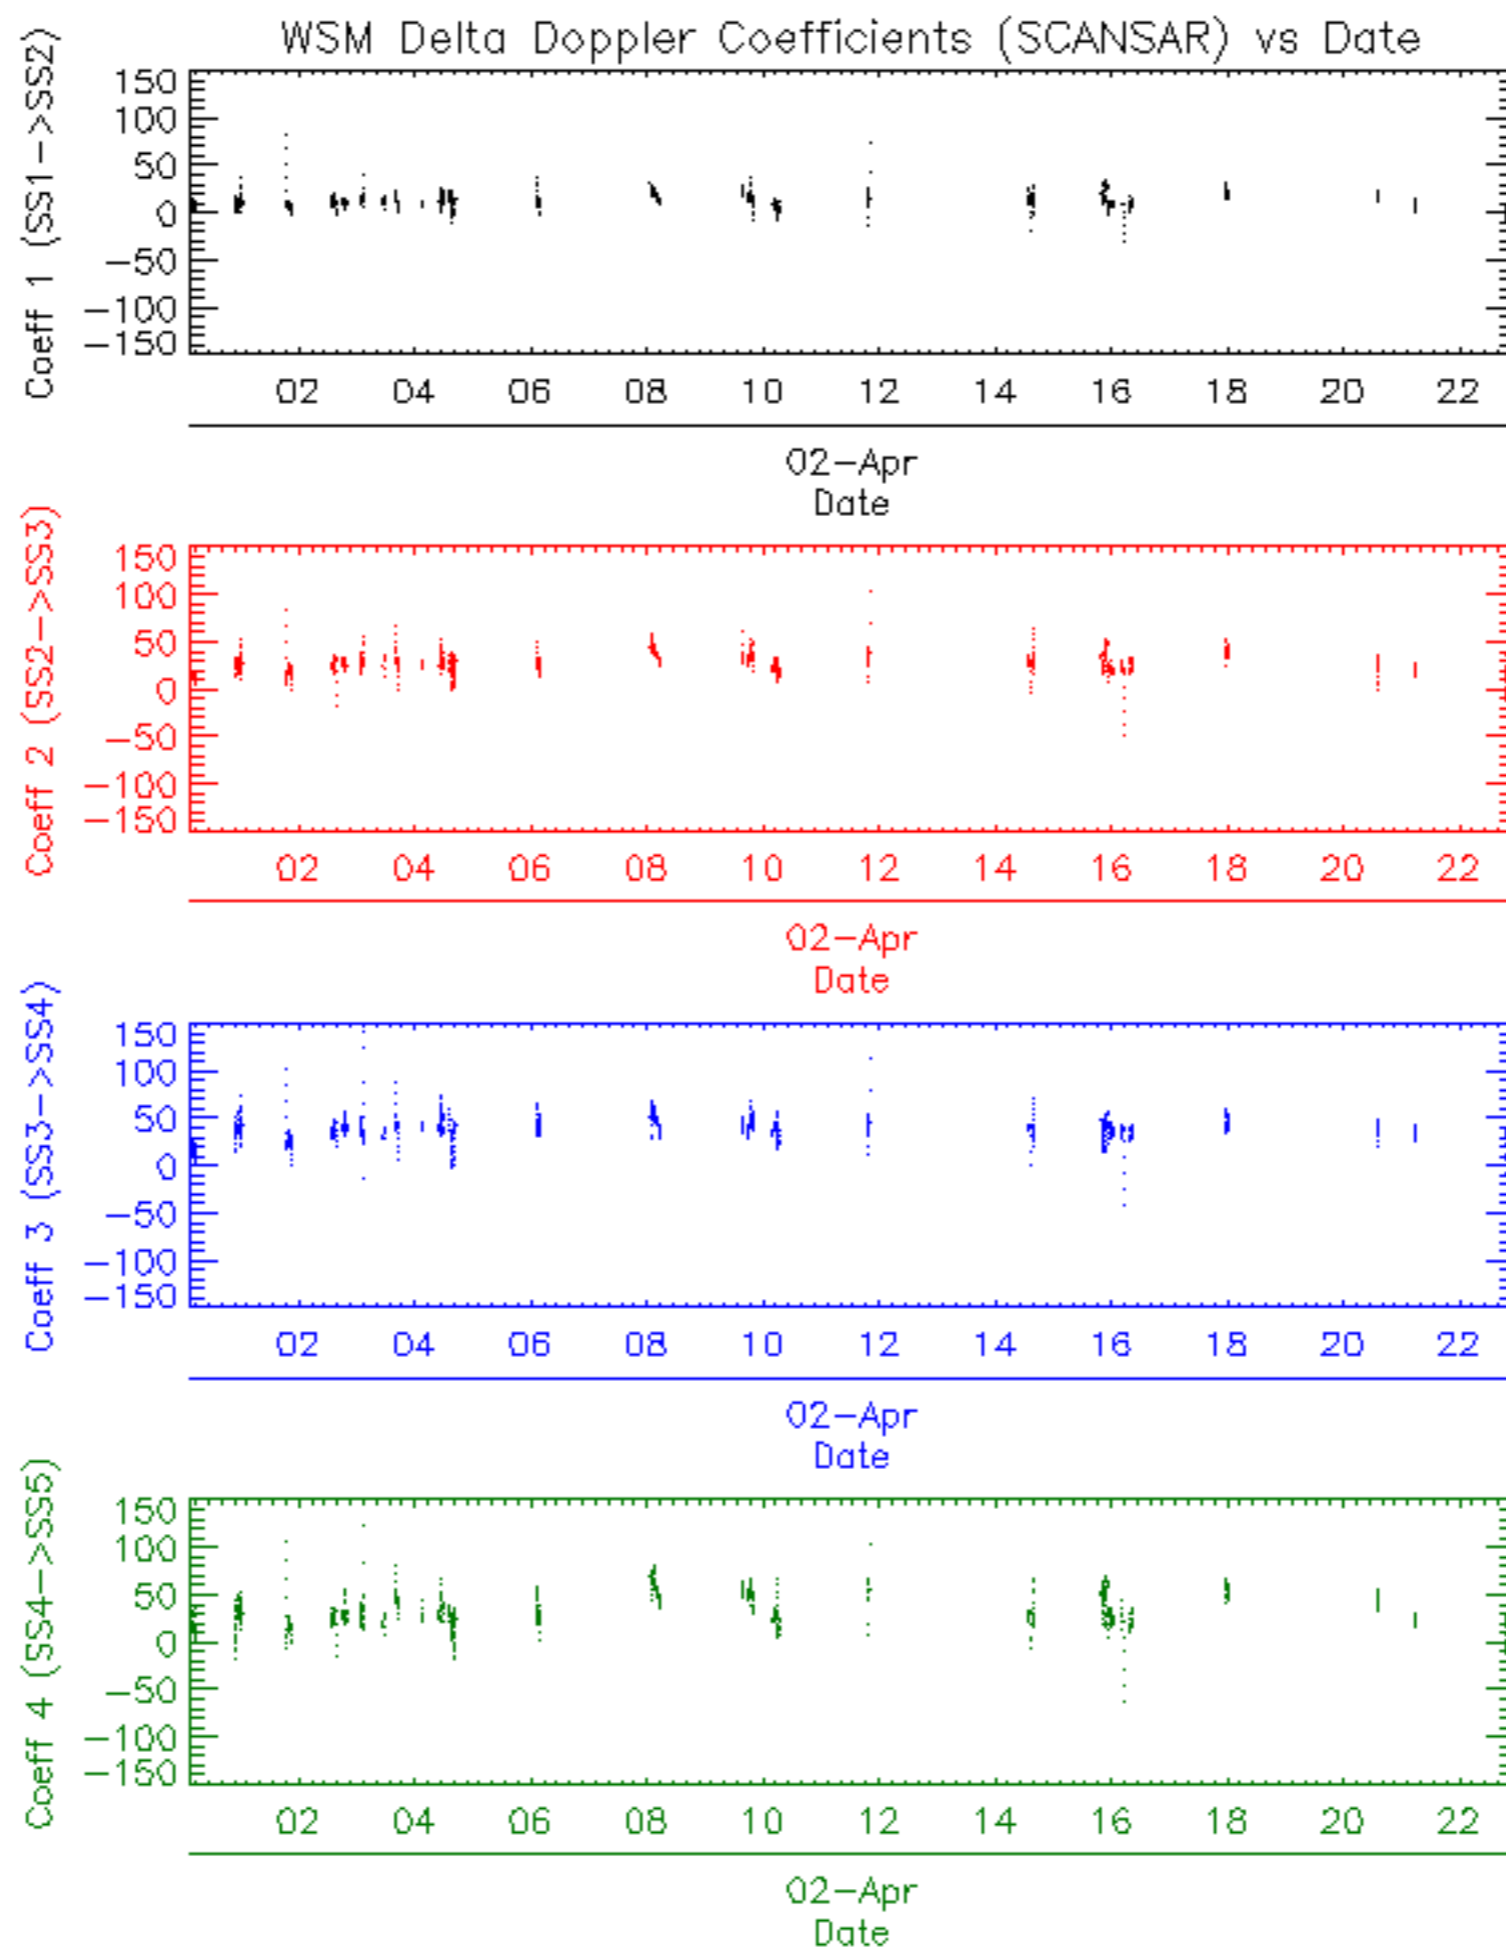 WSM Delta Doppler Coefficients (SCANSAR) vs Date
Coeff 1 (SS1->SS2)
150
100
50
0
-50
-100
-150
02 04 06 08 10 12 14 16 18 20 22
02-Apr
Date
Coeff 2 (SS2->SS3)
150
100
50
0
-50
-100
-150
02 04 06 08 10 12 14 16 18 20 22
02-Apr
Date
Coeff 3 (SS3->SS4)
150
100
50
0
-50
-100
-150
02 04 06 08 10 12 14 16 18 20 22
02-Apr
Date
Coeff 4 (SS4->SS5)
150
100
50
0
-50
-100
-150
02 04 06 08 10 12 14 16 18 20 22
02-Apr
Date